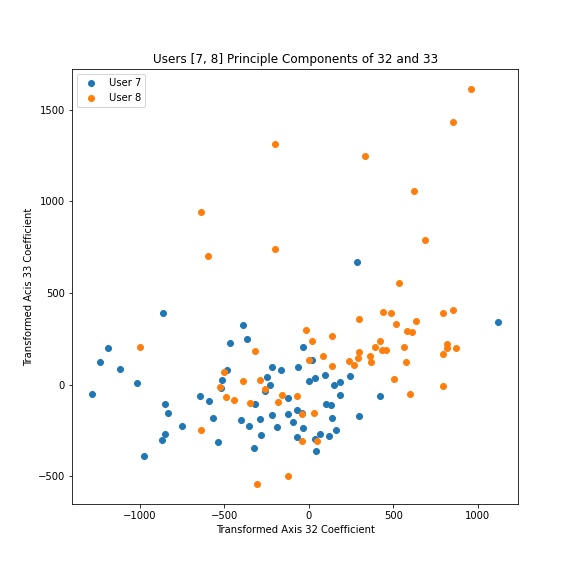 Users [7, 8] Principle Components of 32 and 33
User 7
User 8
Transformed Acis 33 Coefficient
1500
1000
500
0
−500
−1000
−500
0
500
1000
Transformed Axis 32 Coefficient